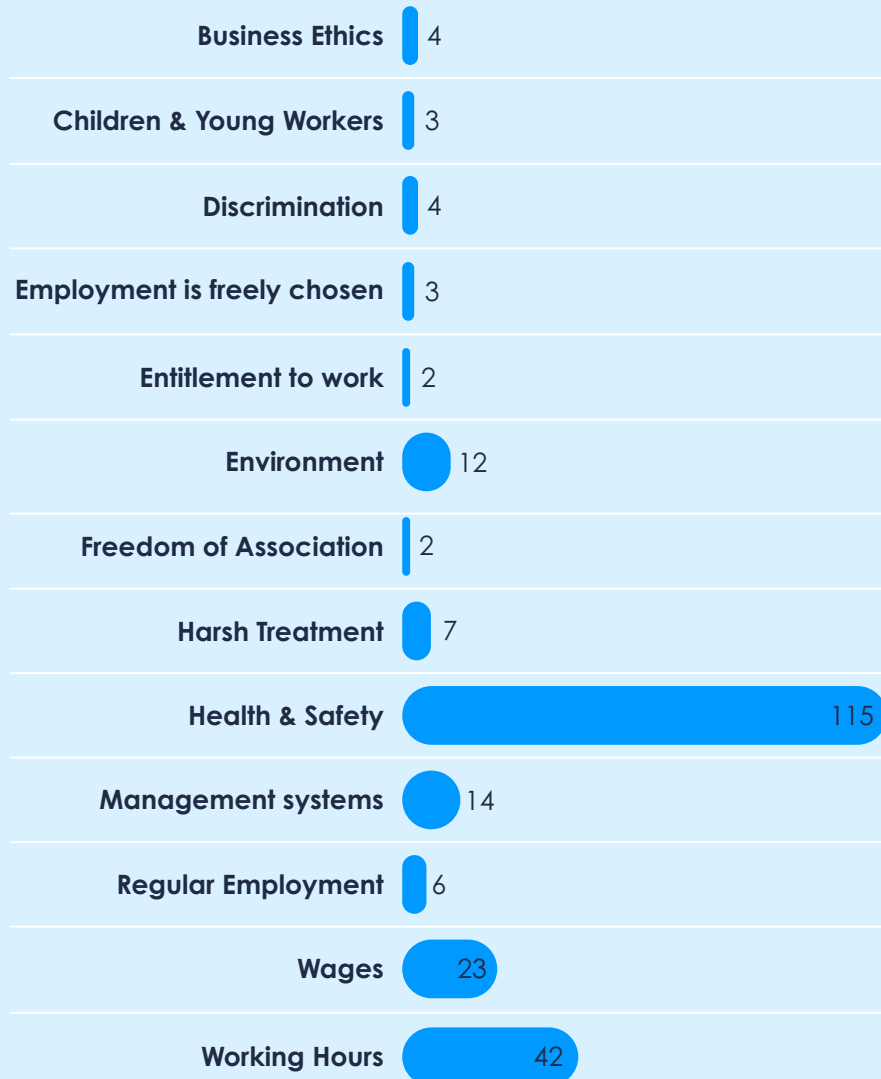 Business Ethics 4
Children & Young Workers 3
Discrimination 4
Employment is freely chosen 3
Entitlement to work 2
Environment 12
Freedom of Association 2
Harsh Treatment 7
Health & Safety 115
Management systems 14
Regular Employment 6
Wages 23
Working Hours 42